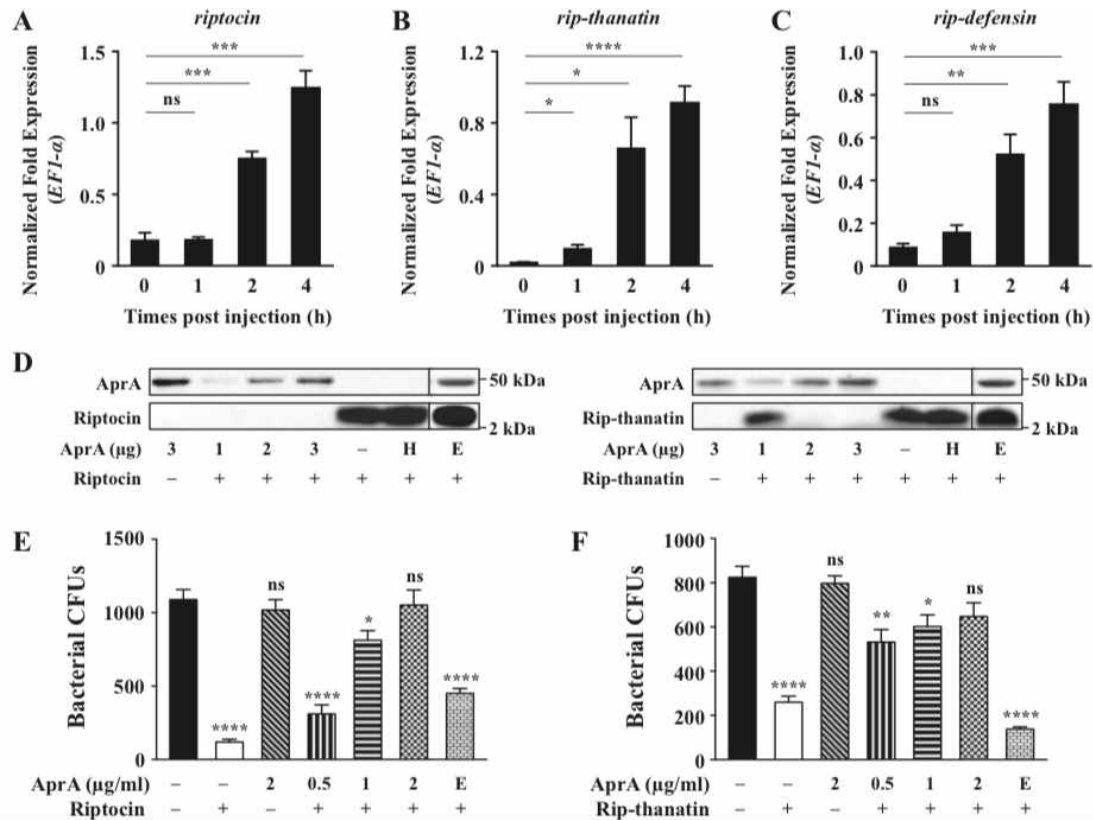 A riptocin
Normalized Fold Expression
(EF1-α)
1.5
1.0
0.5
0
***
***
ns
0 1 2 4
Times post injection (h)
B rip-thanatin
Normalized Fold Expression
(EF1-α)
1.2
0.8
0.4
0
****
*
*
0 1 2 4
Times post injection (h)
C rip-defensin
Normalized Fold Expression
(EF1-α)
1.0
0.8
0.6
0.4
0.2
0
***
**
ns
0 1 2 4
Times post injection (h)
D
AprA 50 kDa
Riptocin 2 kDa
AprA (µg) 3 1 2 3 – H E
Riptocin – + + + + + +
AprA 50 kDa
Rip-thanatin 2 kDa
AprA (µg) 3 1 2 3 – H E
Rip-thanatin – + + + + + +
E
Bacterial CFUs
1500
1000
500
0
**** ns **** * ns ****
AprA (µg/ml) – – 2 0.5 1 2 E
Riptocin – + – + + + +
F
Bacterial CFUs
1000
800
600
400
200
0
**** ns ** * ns ****
AprA (µg/ml) – – 2 0.5 1 2 E
Rip-thanatin – + – + + + +